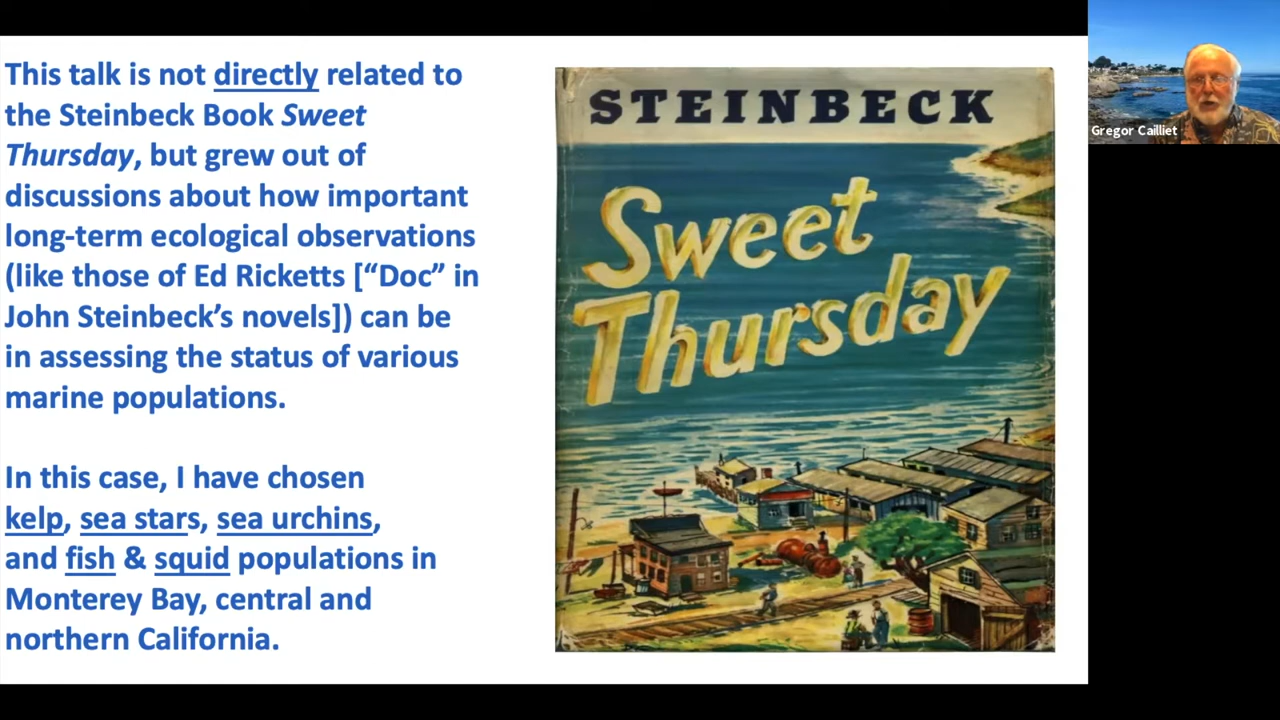 This talk is not directly related to
the Steinbeck Book Sweet
Thursday, but grew out of
discussions about how important
long-term ecological observations
(like those of Ed Ricketts [“Doc” in
John Steinbeck’s novels]) can be
in assessing the status of various
marine populations.
In this case, I have chosen
kelp, sea stars, sea urchins,
and fish & squid populations in
Monterey Bay, central and
northern California.
STEINBECK
Sweet
Thursday
Gregor Cailliet